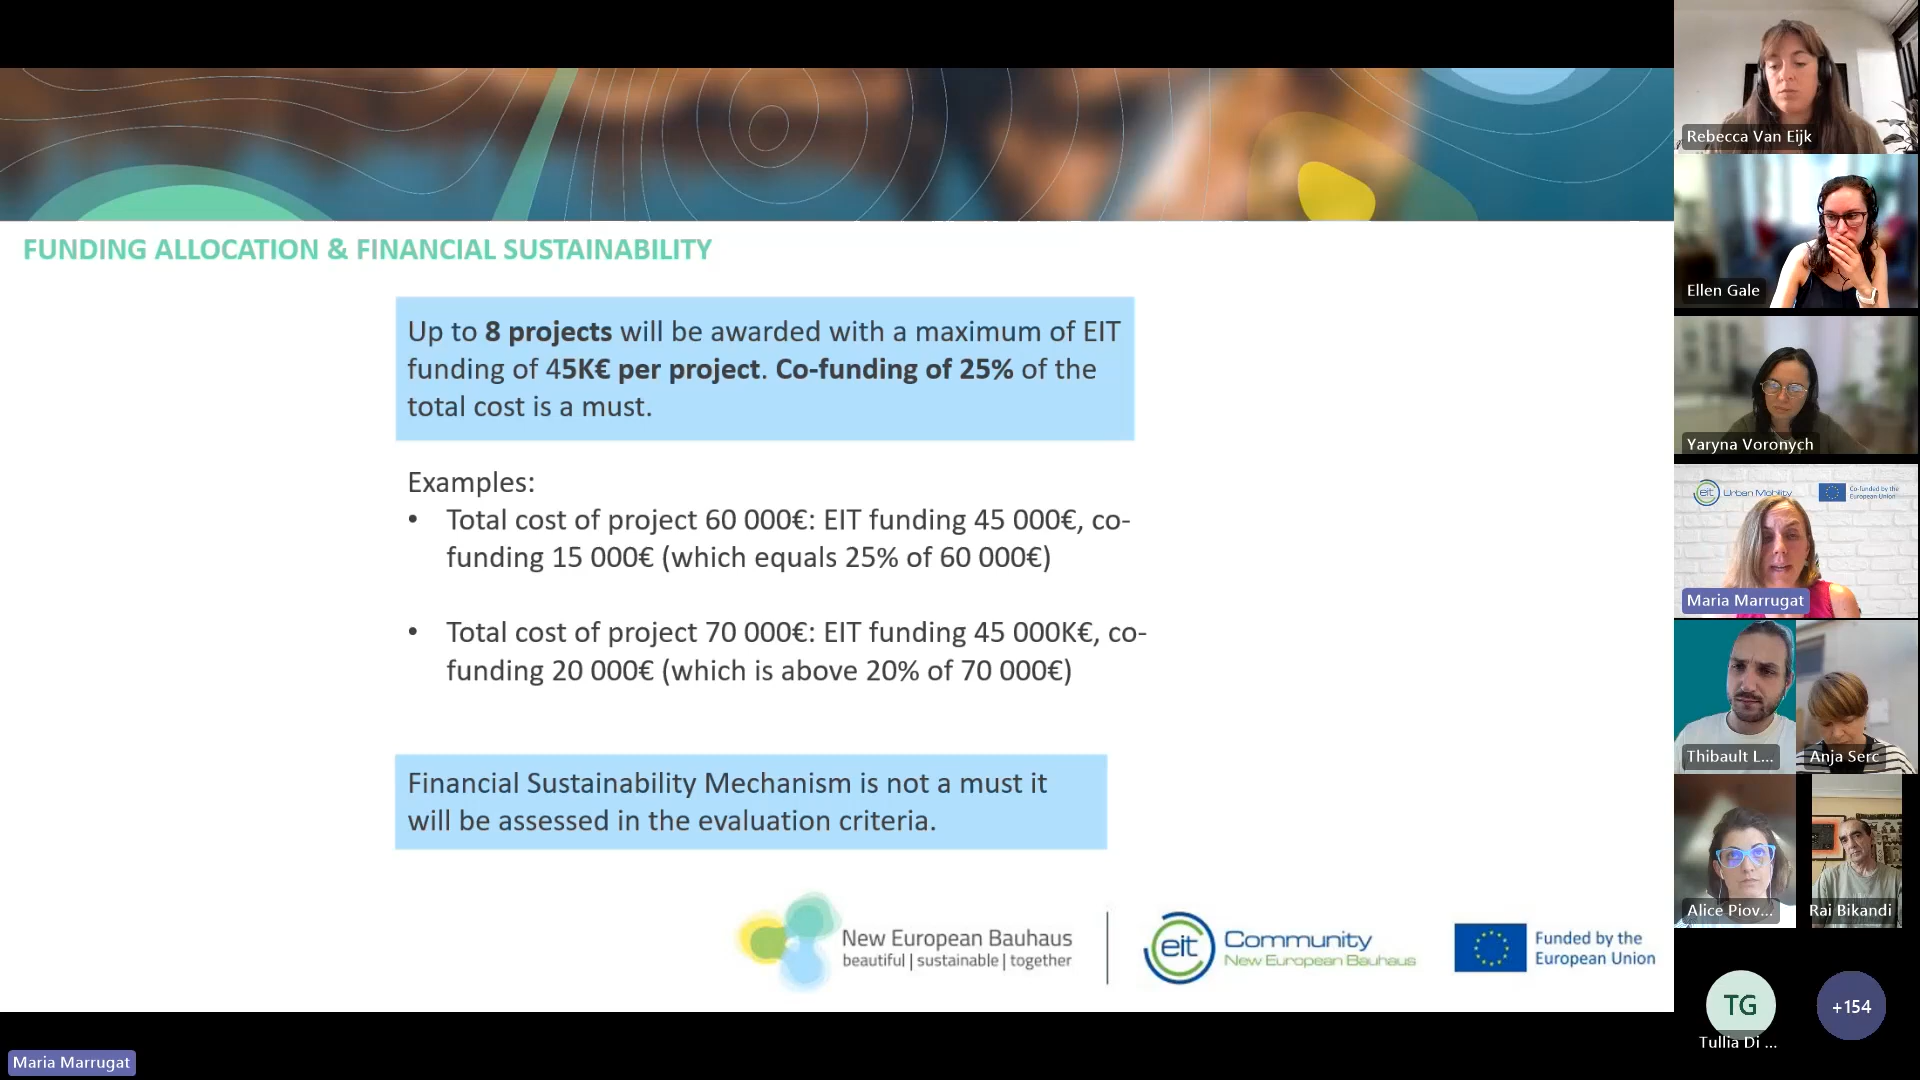 FUNDING ALLOCATION & FINANCIAL SUSTAINABILITY
Up to 8 projects will be awarded with a maximum of EIT
funding of 45K€ per project. Co-funding of 25% of the
total cost is a must.
Examples:
• Total cost of project 60 000€: EIT funding 45 000€, co-
funding 15 000€ (which equals 25% of 60 000€)
• Total cost of project 70 000€: EIT funding 45 000K€, co-
funding 20 000€ (which is above 20% of 70 000€)
Financial Sustainability Mechanism is not a must it
will be assessed in the evaluation criteria.
New European Bauhaus
beautiful | sustainable | together
eit Community
New European Bauhaus
Funded by the
European Union
Maria Marrugat
Rebecca Van Eijk
Ellen Gale
Yaryna Voronych
eit Urban Mobility
Co-funded by the
European Union
Maria Marrugat
Thibault L...
Anja Serc
Alice Piov...
Rai Bikandi
TG
+154
Tullia Di ...